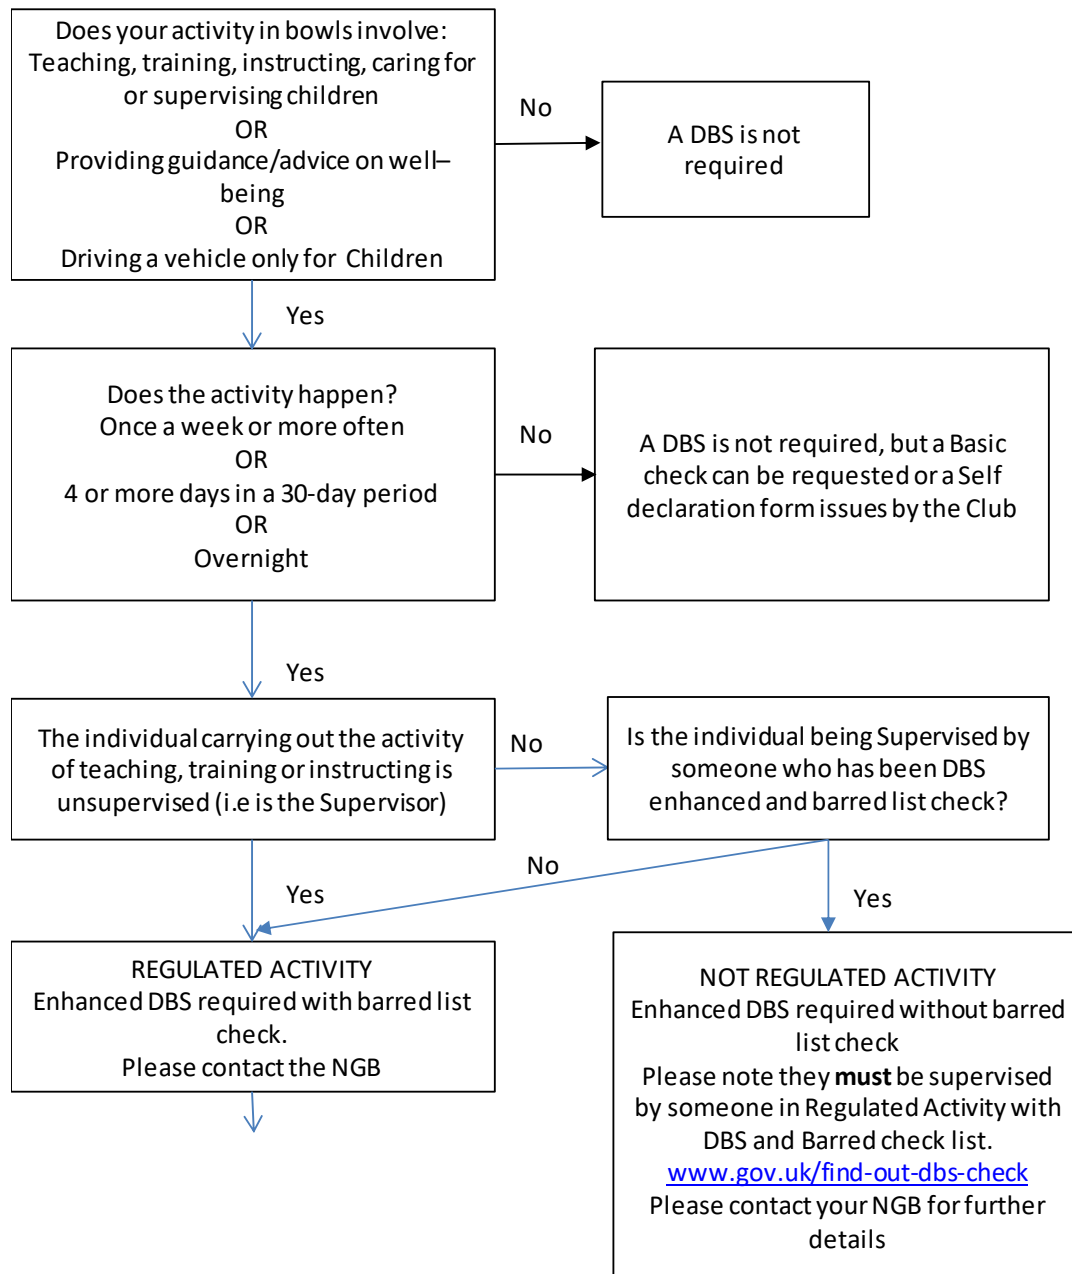 Does your activity in bowls involve:
Teaching, training, instructing, caring for
or supervising children
OR
Providing guidance/advice on well–
being
OR
Driving a vehicle only for Children
No
A DBS is not
required
Yes
Does the activity happen?
Once a week or more often
OR
4 or more days in a 30-day period
OR
Overnight
No
A DBS is not required, but a Basic
check can be requested or a Self
declaration form issues by the Club
Yes
The individual carrying out the activity
of teaching, training or instructing is
unsupervised (i.e is the Supervisor)
No
Is the individual being Supervised by
someone who has been DBS
enhanced and barred list check?
No
Yes
Yes
REGULATED ACTIVITY
Enhanced DBS required with barred list
check.
Please contact the NGB
NOT REGULATED ACTIVITY
Enhanced DBS required without barred
list check
Please note they must be supervised
by someone in Regulated Activity with
DBS and Barred check list.
www.gov.uk/find-out-dbs-check
Please contact your NGB for further
details